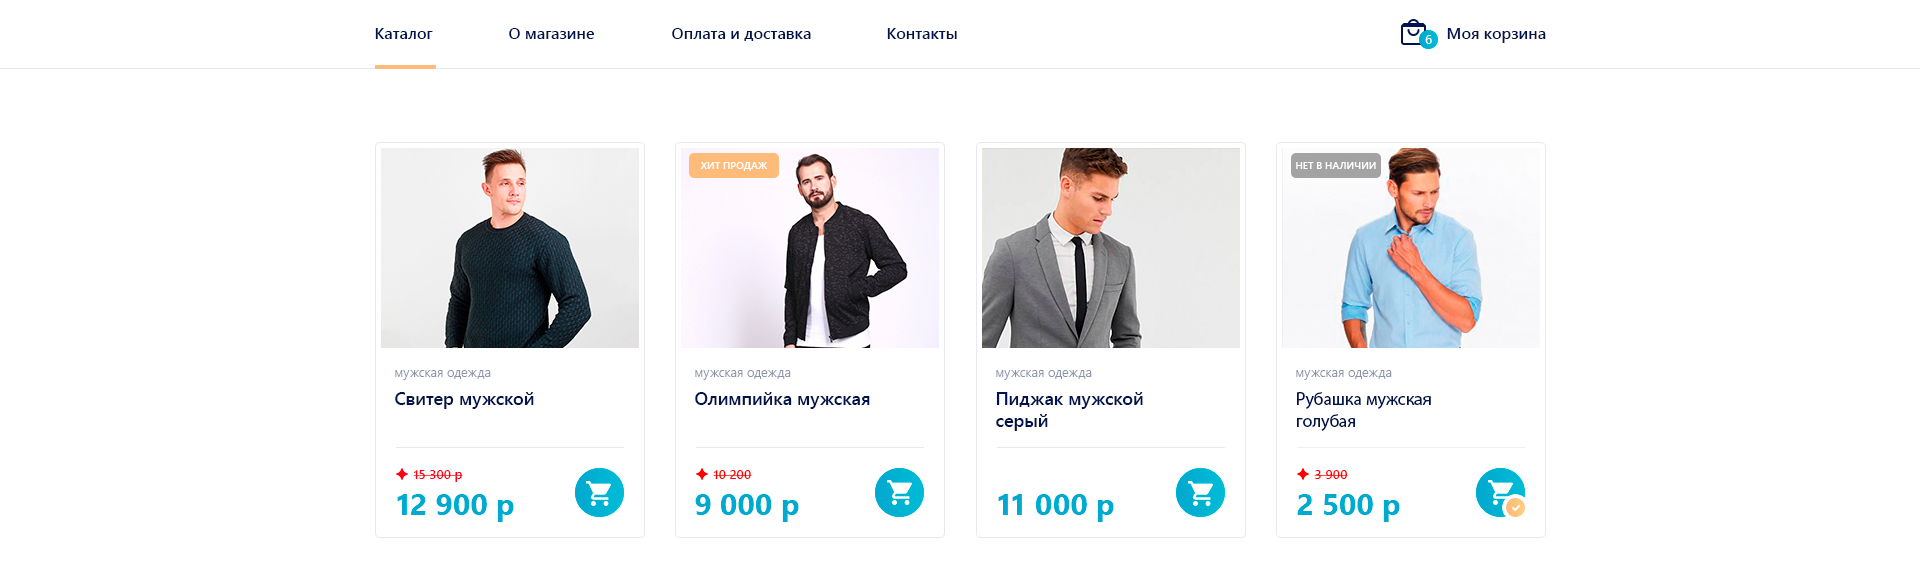 Каталог
О магазине
Оплата и доставка
Контакты
6
Моя корзина
ХИТ ПРОДАЖ
НЕТ В НАЛИЧИИ
мужская одежда
Свитер мужской
15 300 р
12 900 р
мужская одежда
Олимпийка мужская
10 200
9 000 р
мужская одежда
Пиджак мужской
серый
11 000 р
мужская одежда
Рубашка мужская
голубая
3 900
2 500 р